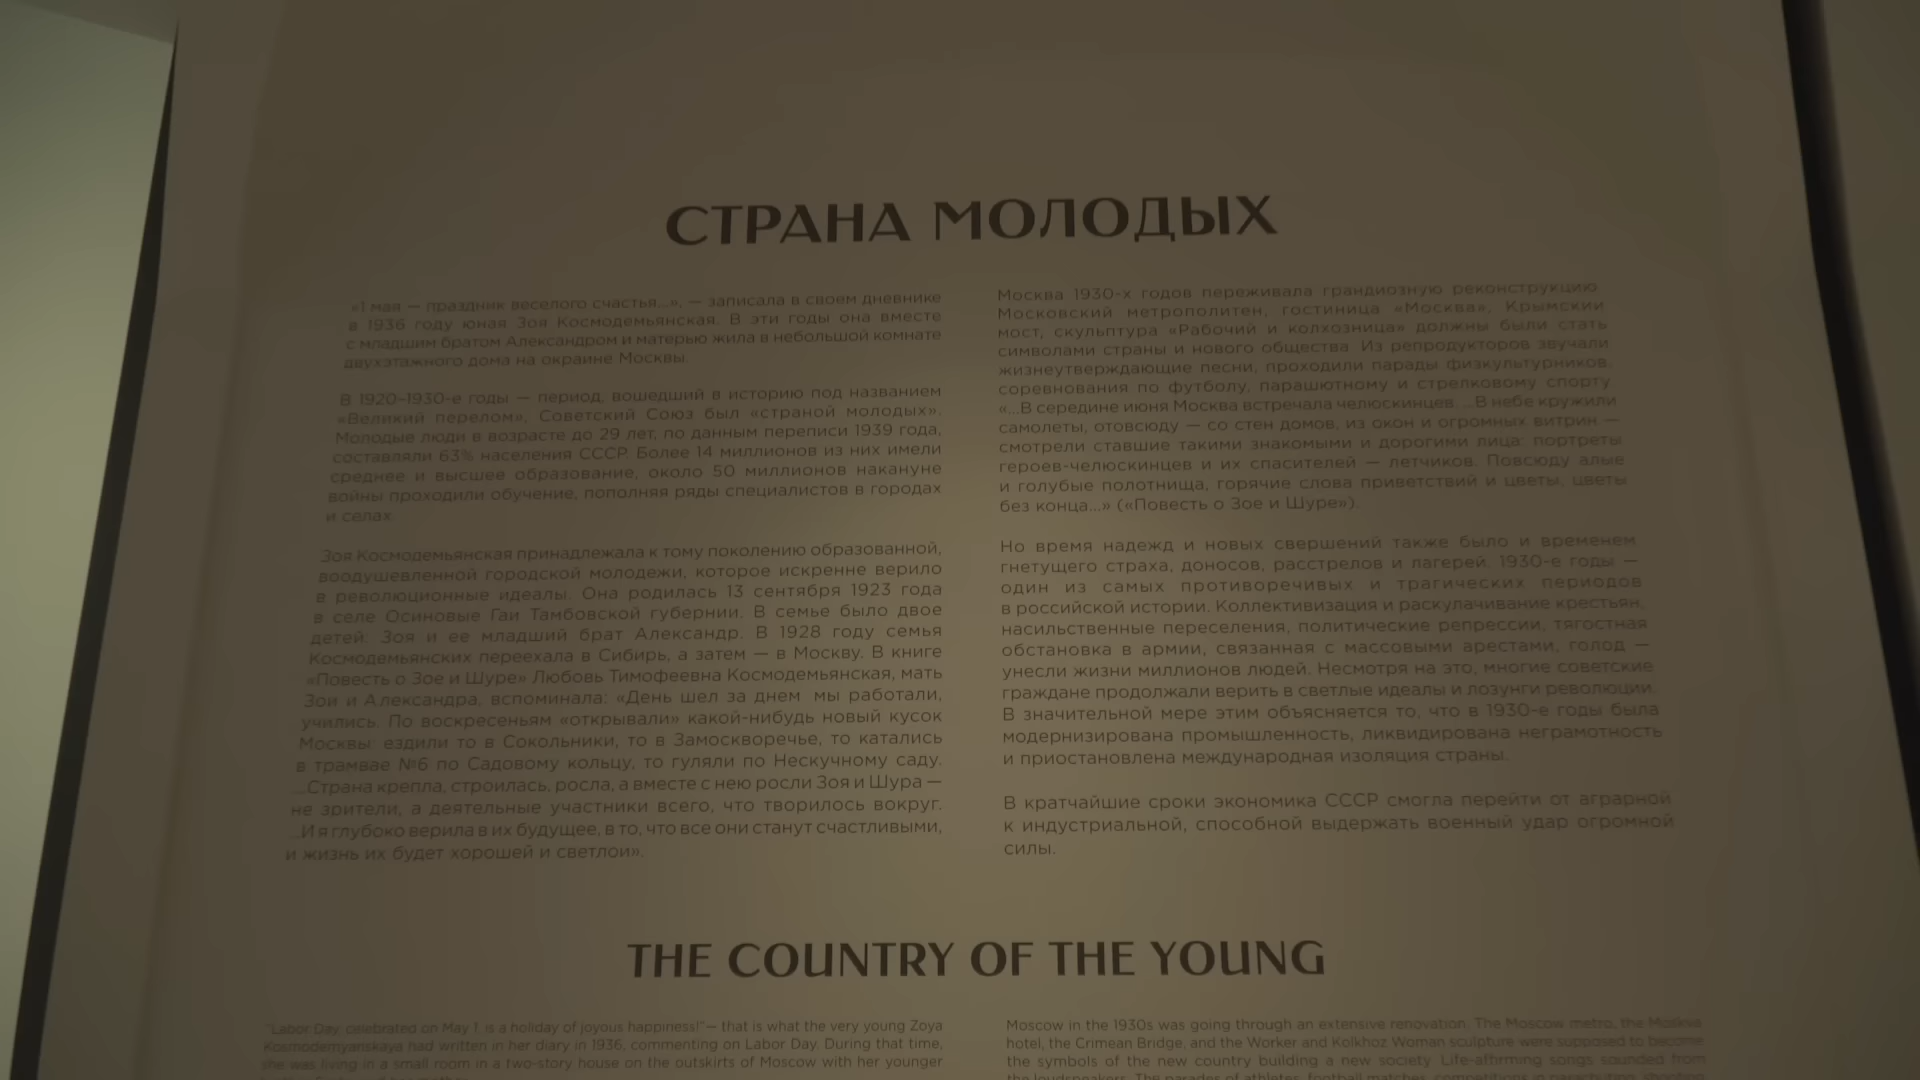 СТРАНА МОЛОДЫХ
«1 мая — праздник веселого счастья...», — записала в своем дневнике
в 1936 году юная Зоя Космодемьянская. В эти годы она вместе
с младшим братом Александром и матерью жила в небольшой комнате
двухэтажного дома на окраине Москвы.
В 1920–1930-е годы — период, вошедший в историю под названием
«Великий перелом», Советский Союз был «страной молодых».
Молодые люди в возрасте до 29 лет, по данным переписи 1939 года,
составляли 63% населения СССР. Более 14 миллионов из них имели
среднее и высшее образование, около 50 миллионов накануне
войны проходили обучение, пополняя ряды специалистов в городах
и селах.
Зоя Космодемьянская принадлежала к тому поколению образованной,
воодушевленной городской молодежи, которое искренне верило
в революционные идеалы. Она родилась 13 сентября 1923 года
в селе Осиновые Гаи Тамбовской губернии. В семье было двое
детей: Зоя и ее младший брат Александр. В 1928 году семья
Космодемьянских переехала в Сибирь, а затем — в Москву. В книге
«Повесть о Зое и Шуре» Любовь Тимофеевна Космодемьянская, мать
Зои и Александра, вспоминала: «День шел за днем мы работали,
учились. По воскресеньям «открывали» какой-нибудь новый кусок
Москвы: ездили то в Сокольники, то в Замоскворечье, то катались
в трамвае №6 по Садовому кольцу, то гуляли по Нескучному саду.
...Страна крепла, строилась, росла, а вместе с нею росли Зоя и Шура —
не зрители, а деятельные участники всего, что творилось вокруг.
...И я глубоко верила в их будущее, в то, что все они станут счастливыми,
и жизнь их будет хорошей и светлой».
Москва 1930-х годов переживала грандиозную реконструкцию.
Московский метрополитен, гостиница «Москва», Крымский
мост, скульптура «Рабочий и колхозница» должны были стать
символами страны и нового общества. Из репродукторов звучали
жизнеутверждающие песни, проходили парады физкультурников,
соревнования по футболу, парашютному и стрелковому спорту.
«...В середине июня Москва встречала челюскинцев. ...В небе кружили
самолеты, отовсюду — со стен домов, из окон и огромных витрин —
смотрели ставшие такими знакомыми и дорогими лица: портреты
героев-челюскинцев и их спасителей — летчиков. Повсюду алые
и голубые полотнища, горячие слова приветствий и цветы, цветы
без конца...» («Повесть о Зое и Шуре»).
Но время надежд и новых свершений также было и временем
гнетущего страха, доносов, расстрелов и лагерей. 1930-е годы —
один из самых противоречивых и трагических периодов
в российской истории. Коллективизация и раскулачивание крестьян,
насильственные переселения, политические репрессии, тягостная
обстановка в армии, связанная с массовыми арестами, голод —
унесли жизни миллионов людей. Несмотря на это, многие советские
граждане продолжали верить в светлые идеалы и лозунги революции.
В значительной мере этим объясняется то, что в 1930-е годы была
модернизирована промышленность, ликвидирована неграмотность
и приостановлена международная изоляция страны.
В кратчайшие сроки экономика СССР смогла перейти от аграрной
к индустриальной, способной выдержать военный удар огромной
силы.
THE COUNTRY OF THE YOUNG
"Labor Day, celebrated on May 1, is a holiday of joyous happiness!"— that is what the very young Zoya
Kosmodemyanskaya had written in her diary in 1936, commenting on Labor Day. During that time,
she was living in a small room in a two-story house on the outskirts of Moscow with her younger
Moscow in the 1930s was going through an extensive renovation. The Moscow metro, the Moskva
hotel, the Crimean Bridge, and the Worker and Kolkhoz Woman sculpture were supposed to become
the symbols of the new country building a new society. Life-affirming songs sounded from
the loudspeakers. The parades of athletes, football matches, competitions in parachuting, shooting